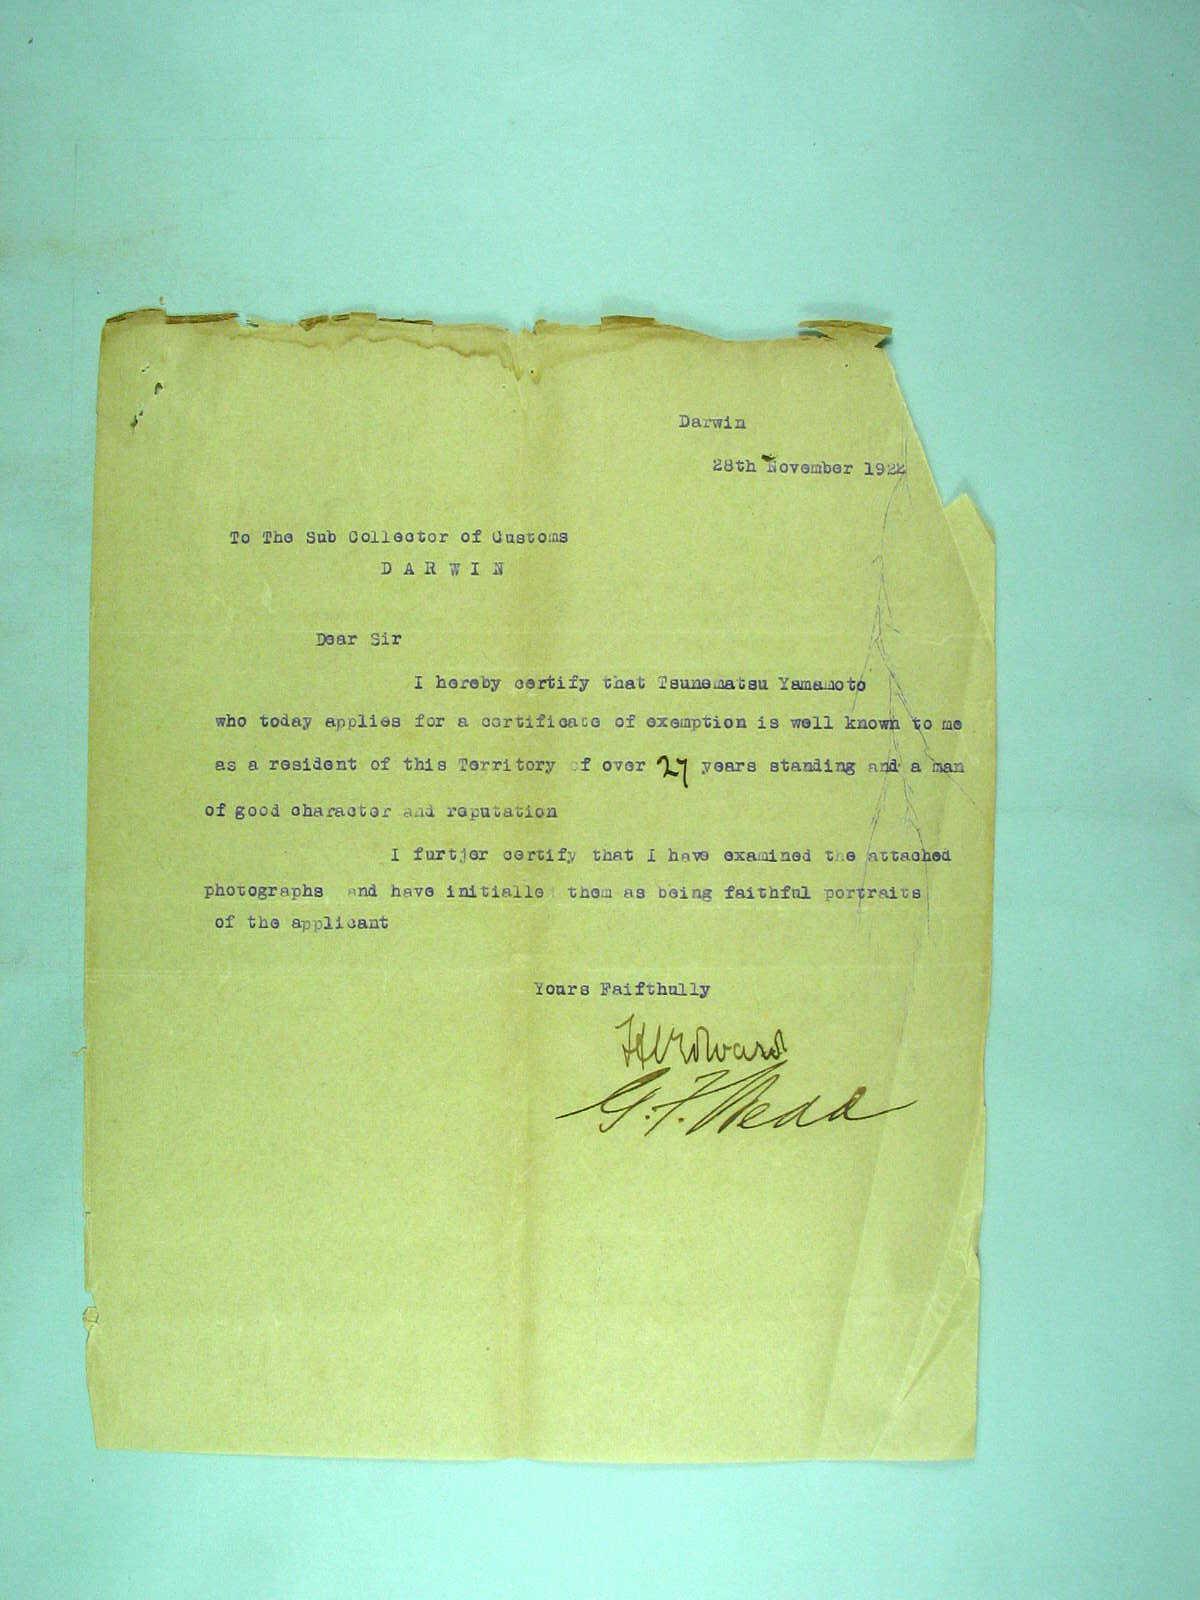 Darwin
28th November 1922
To The Sub Collector of Customs
D A R W I N
Dear Sir
I hereby certify that Tsunematsu Yamamoto
who today applies for a certificate of exemption is well known to me
as a resident of this Territory of over 27 years standing and a man
of good character and reputation
I furtjer certify that I have examined the attached
photographs and have initialled them as being faithful portraits
of the applicant
Yours Faifthully
G. F.